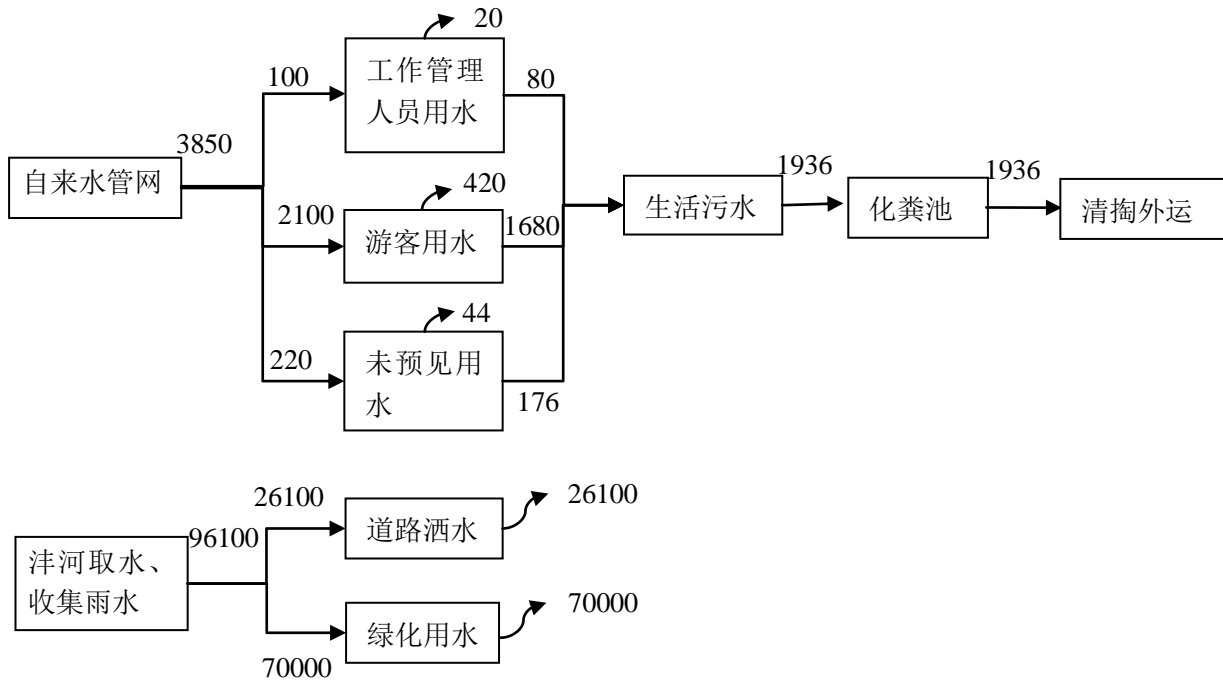 20
100
工作管理
人员用水
80
3850
自来水管网
420
2100
游客用水
1680
生活污水
1936
化粪池
1936
清掏外运
44
220
未预见用
水
176
26100
道路洒水
26100
96100
沣河取水、
收集雨水
70000
绿化用水
70000